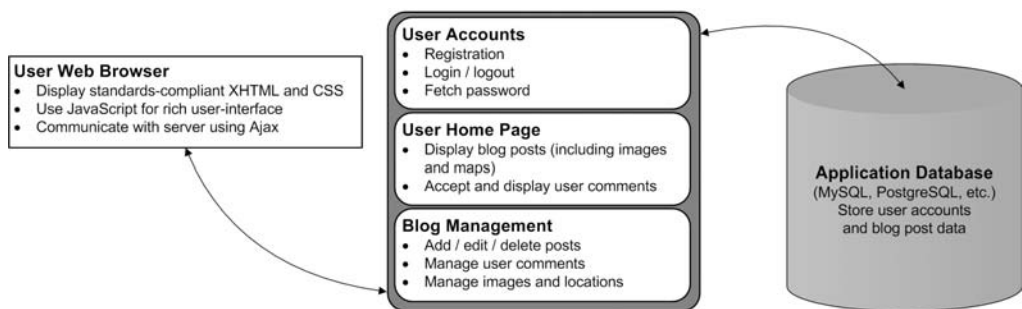 User Web Browser
• Display standards-compliant XHTML and CSS
• Use JavaScript for rich user-interface
• Communicate with server using Ajax
User Accounts
• Registration
• Login / logout
• Fetch password
User Home Page
• Display blog posts (including images
and maps)
• Accept and display user comments
Blog Management
• Add / edit / delete posts
• Manage user comments
• Manage images and locations
Application Database
(MySQL, PostgreSQL, etc.)
Store user accounts
and blog post data